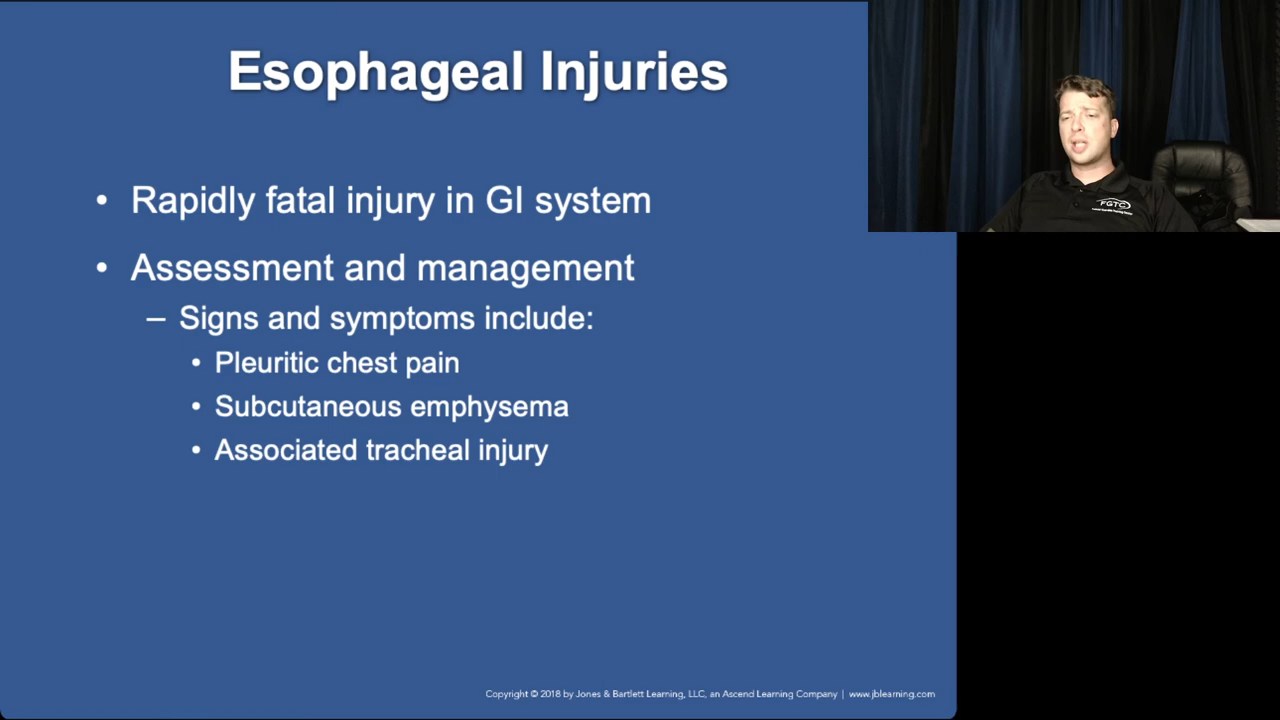 Esophageal Injuries
• Rapidly fatal injury in GI system
• Assessment and management
– Signs and symptoms include:
• Pleuritic chest pain
• Subcutaneous emphysema
• Associated tracheal injury
Copyright © 2018 by Jones & Bartlett Learning, LLC, an Ascend Learning Company | www.jblearning.com
FGTC